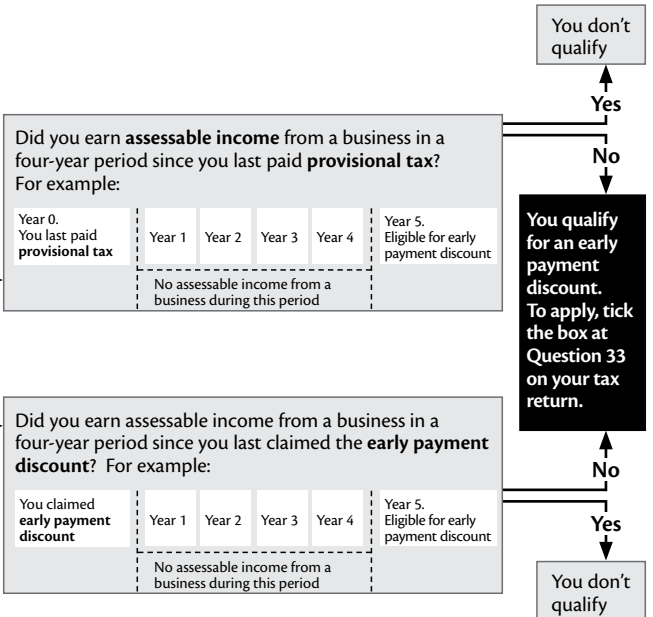 You don't
qualify
Yes
Did you earn assessable income from a business in a
four-year period since you last paid provisional tax?
For example:
Year 0.
You last paid
provisional tax
Year 1
Year 2
Year 3
Year 4
Year 5.
Eligible for early
payment discount
No assessable income from a
business during this period
No
You qualify
for an early
payment
discount.
To apply, tick
the box at
Question 33
on your tax
return.
Did you earn assessable income from a business in a
four-year period since you last claimed the early payment
discount? For example:
You claimed
early payment
discount
Year 1
Year 2
Year 3
Year 4
Year 5.
Eligible for early
payment discount
No assessable income from a
business during this period
No
Yes
You don't
qualify